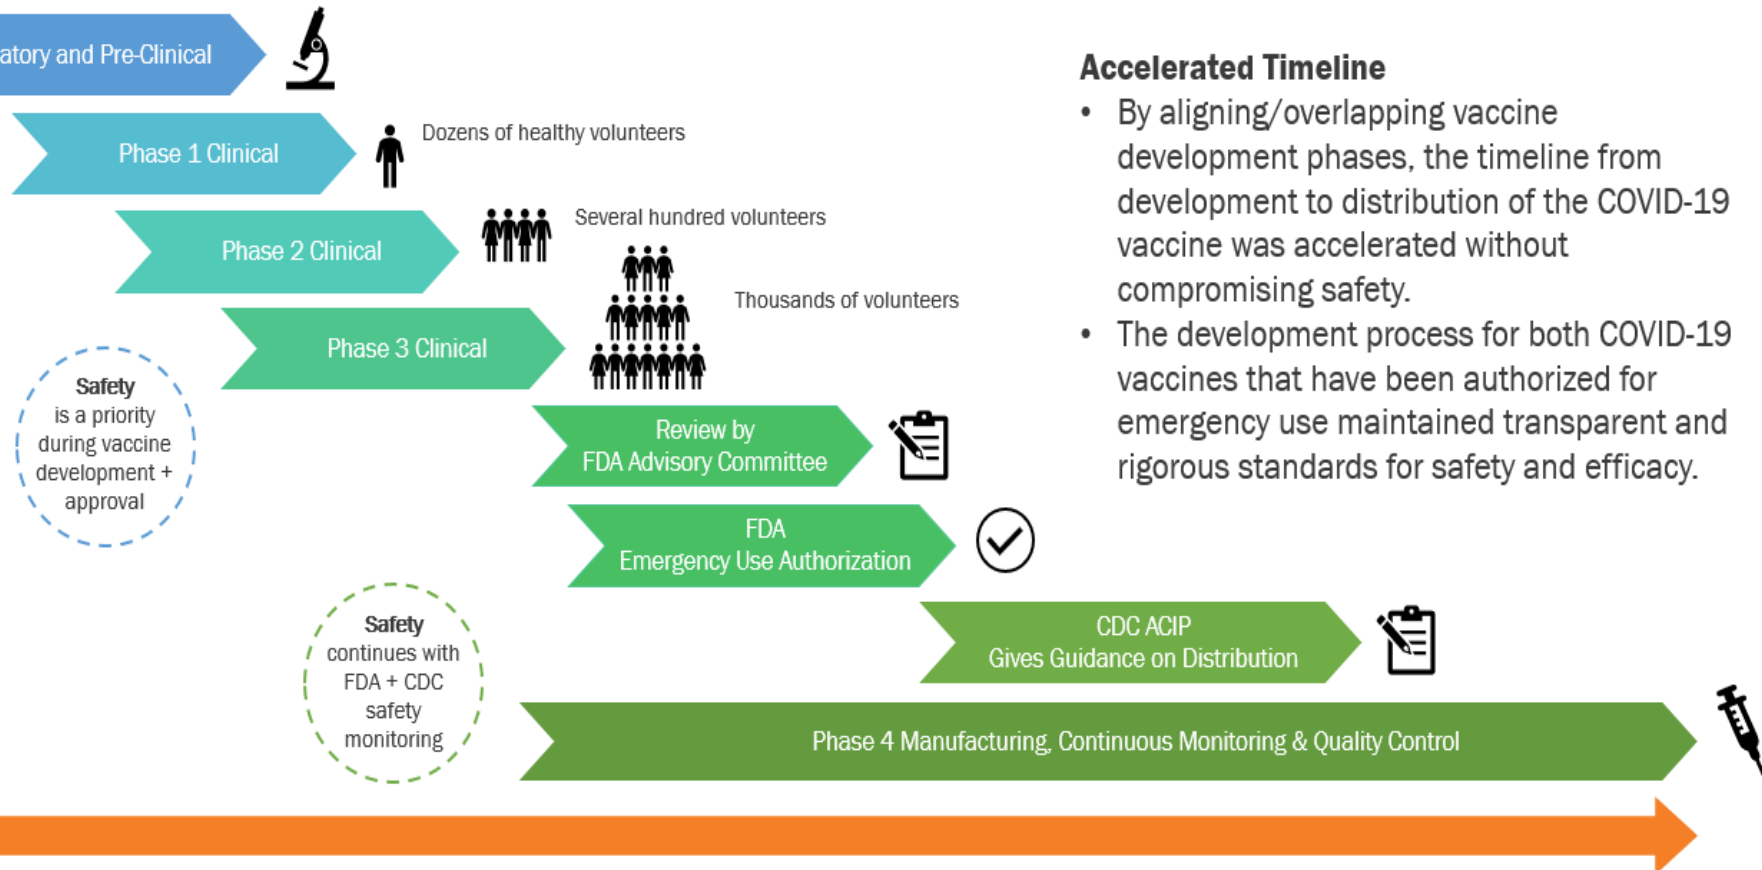 atory and Pre-Clinical
Phase 1 Clinical
Dozens of healthy volunteers
Phase 2 Clinical
Several hundred volunteers
Thousands of volunteers
Phase 3 Clinical
Safety
is a priority
during vaccine
development +
approval
Review by
FDA Advisory Committee
FDA
Emergency Use Authorization
Safety
continues with
FDA + CDC
safety
monitoring
CDC ACIP
Gives Guidance on Distribution
Phase 4 Manufacturing, Continuous Monitoring & Quality Control
Accelerated Timeline
• By aligning/overlapping vaccine
development phases, the timeline from
development to distribution of the COVID-19
vaccine was accelerated without
compromising safety.
• The development process for both COVID-19
vaccines that have been authorized for
emergency use maintained transparent and
rigorous standards for safety and efficacy.